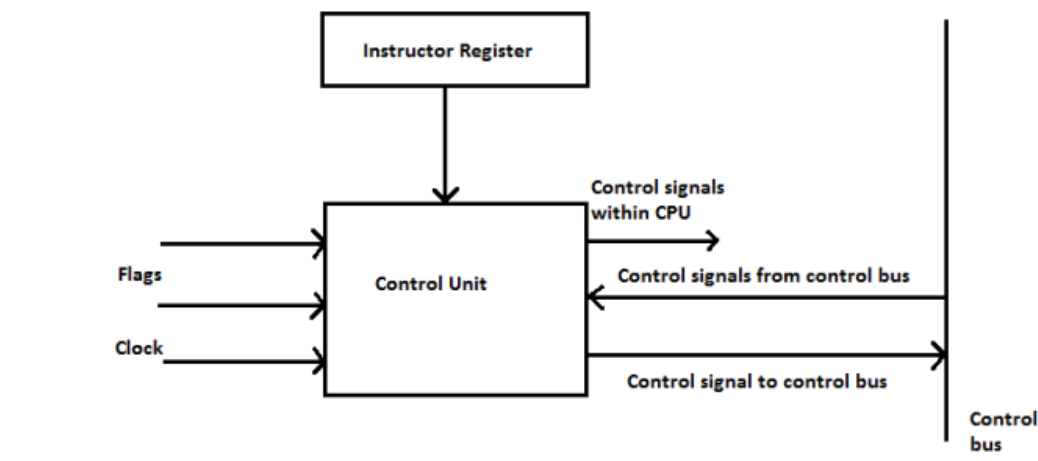 Instructor Register
Control signals
within CPU
Flags
Control Unit
Control signals from control bus
Clock
Control signal to control bus
Control
bus